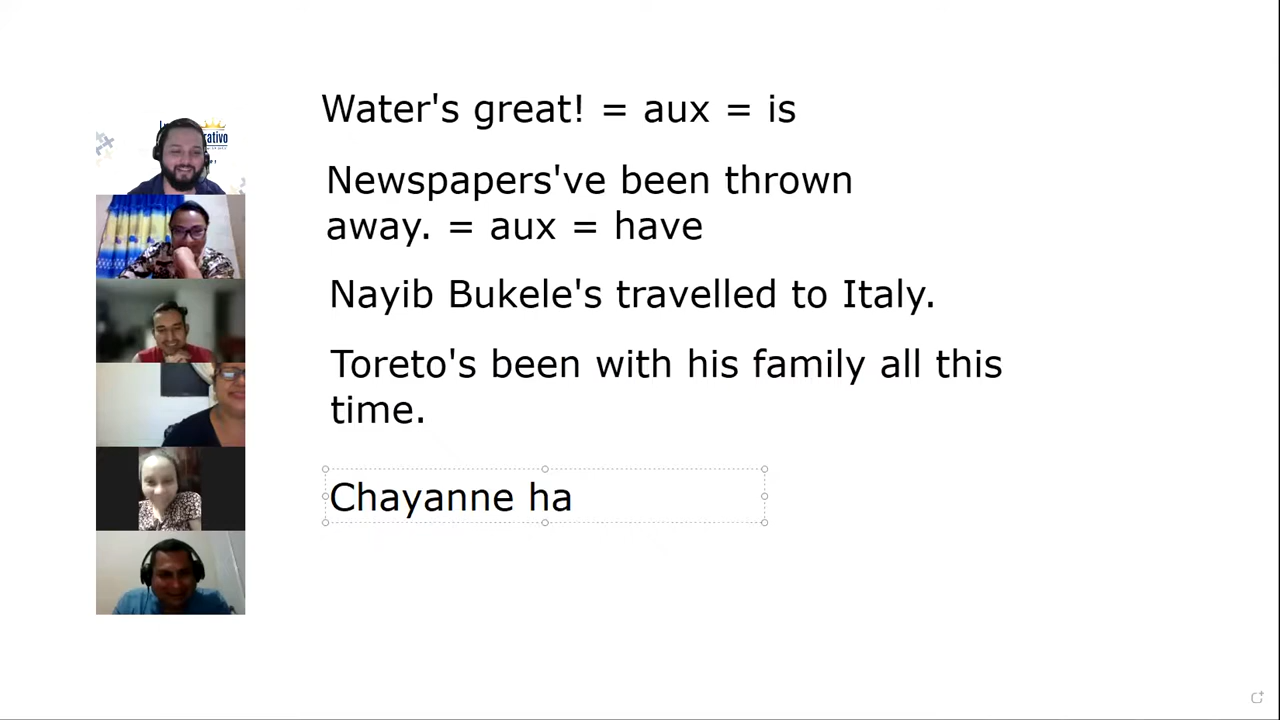 Water's great! = aux = is
Newspapers've been thrown
away. = aux = have
Nayib Bukele's travelled to Italy.
Toreto's been with his family all this
time.
Chayanne ha